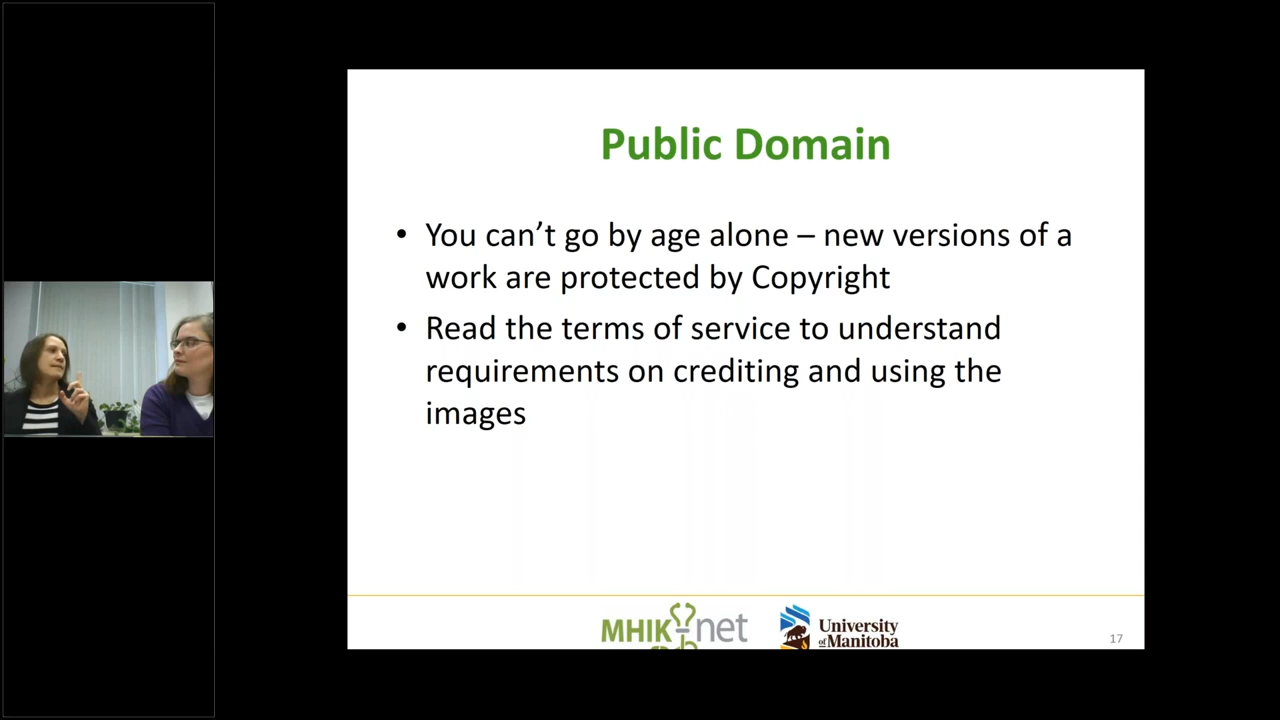 Public Domain
• You can’t go by age alone – new versions of a
work are protected by Copyright
• Read the terms of service to understand
requirements on crediting and using the
images
MHIK-net
University
of Manitoba
17